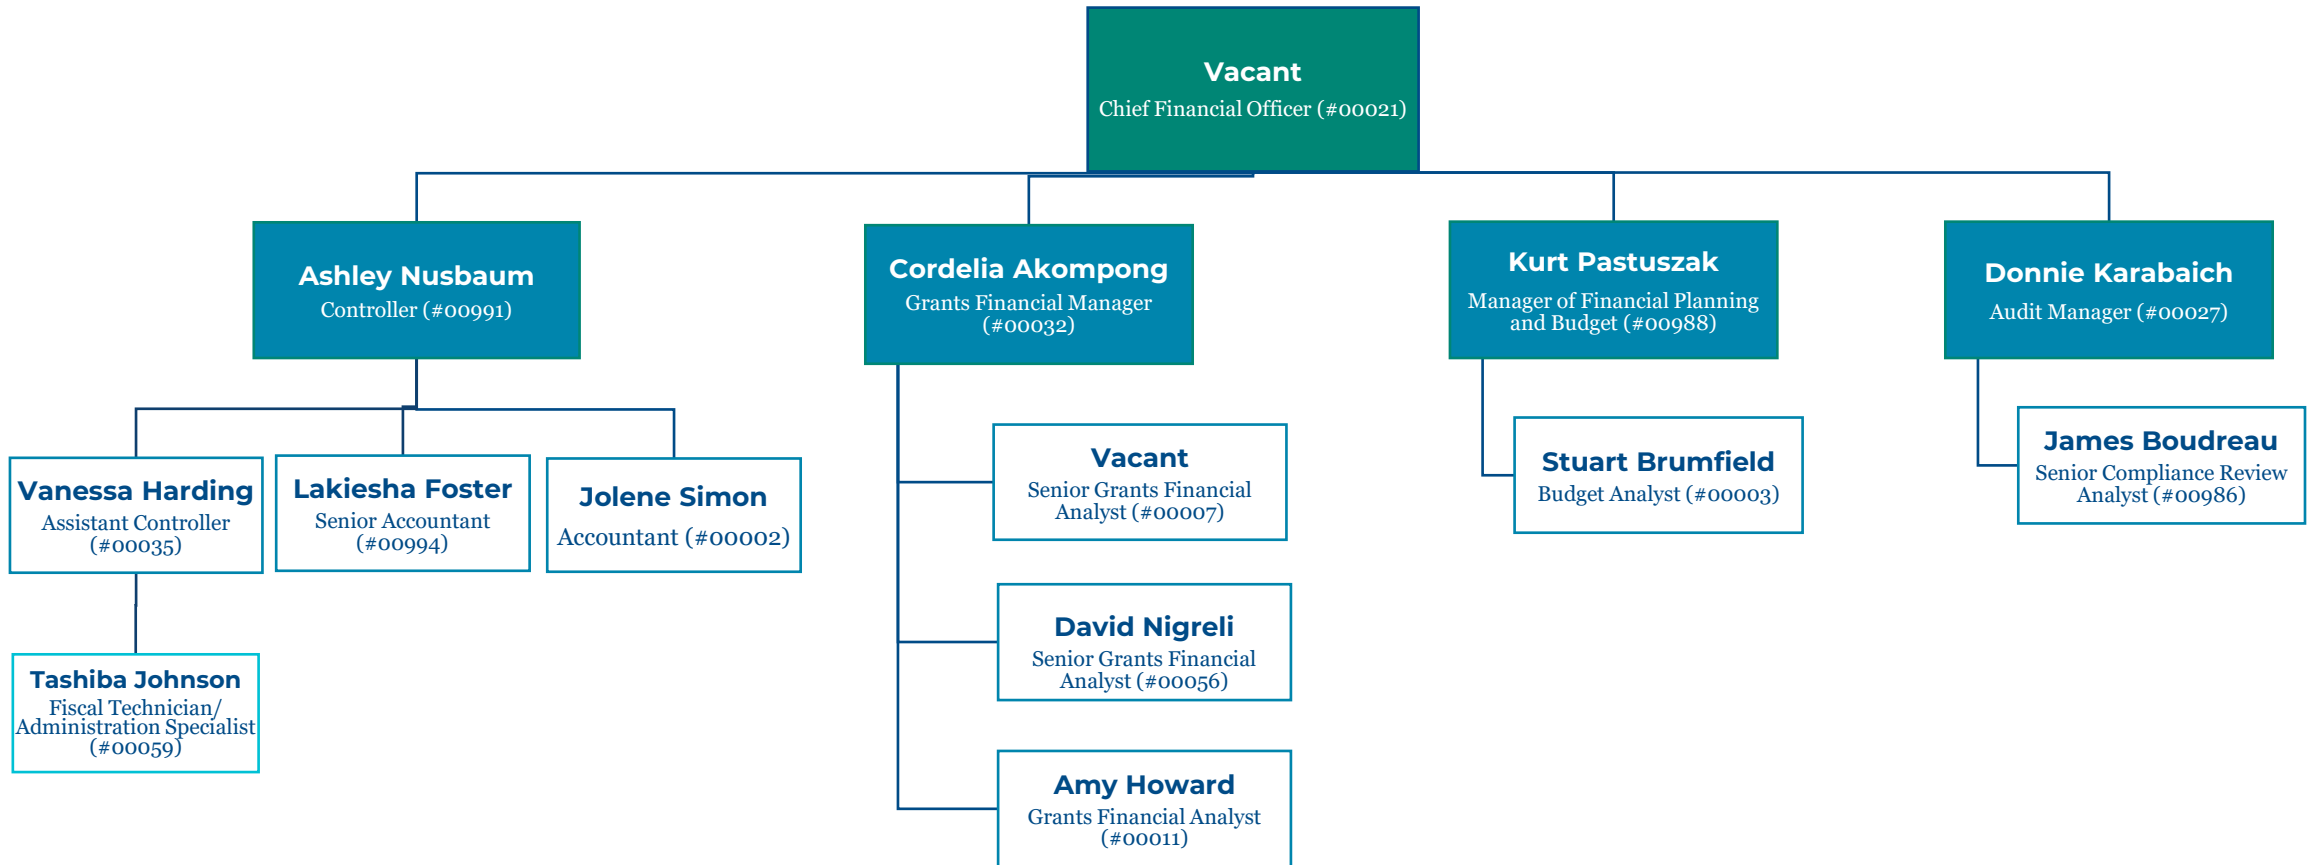 Vacant
Chief Financial Officer (#00021)
Ashley Nusbaum
Controller (#00991)
Cordelia Akompong
Grants Financial Manager
(#00032)
Kurt Pastuszak
Manager of Financial Planning
and Budget (#00988)
Donnie Karabaich
Audit Manager (#00027)
Vanessa Harding
Assistant Controller
(#00035)
Lakiesha Foster
Senior Accountant
(#00994)
Jolene Simon
Accountant (#00002)
Vacant
Senior Grants Financial
Analyst (#00007)
Stuart Brumfield
Budget Analyst (#00003)
James Boudreau
Senior Compliance Review
Analyst (#00986)
Tashiba Johnson
Fiscal Technician/
Administration Specialist
(#00059)
David Nigreli
Senior Grants Financial
Analyst (#00056)
Amy Howard
Grants Financial Analyst
(#00011)